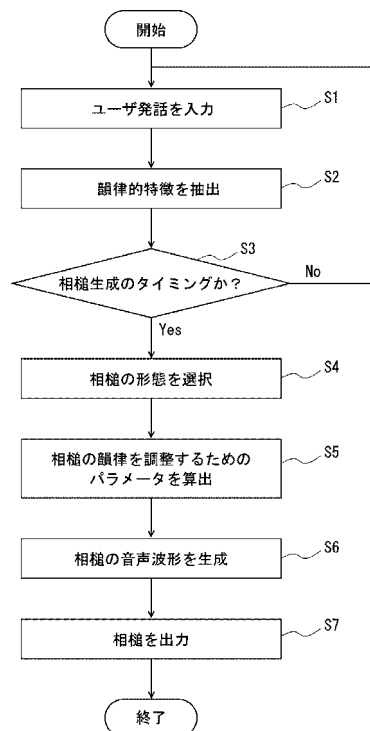 開始
ユーザ発話を入力
S1
韻律的特徴を抽出
S2
S3
相槌生成のタイミングか?
No
Yes
相槌の形態を選択
S4
相槌の韻律を調整するための
パラメータを算出
S5
相槌の音声波形を生成
S6
相槌を出力
S7
終了